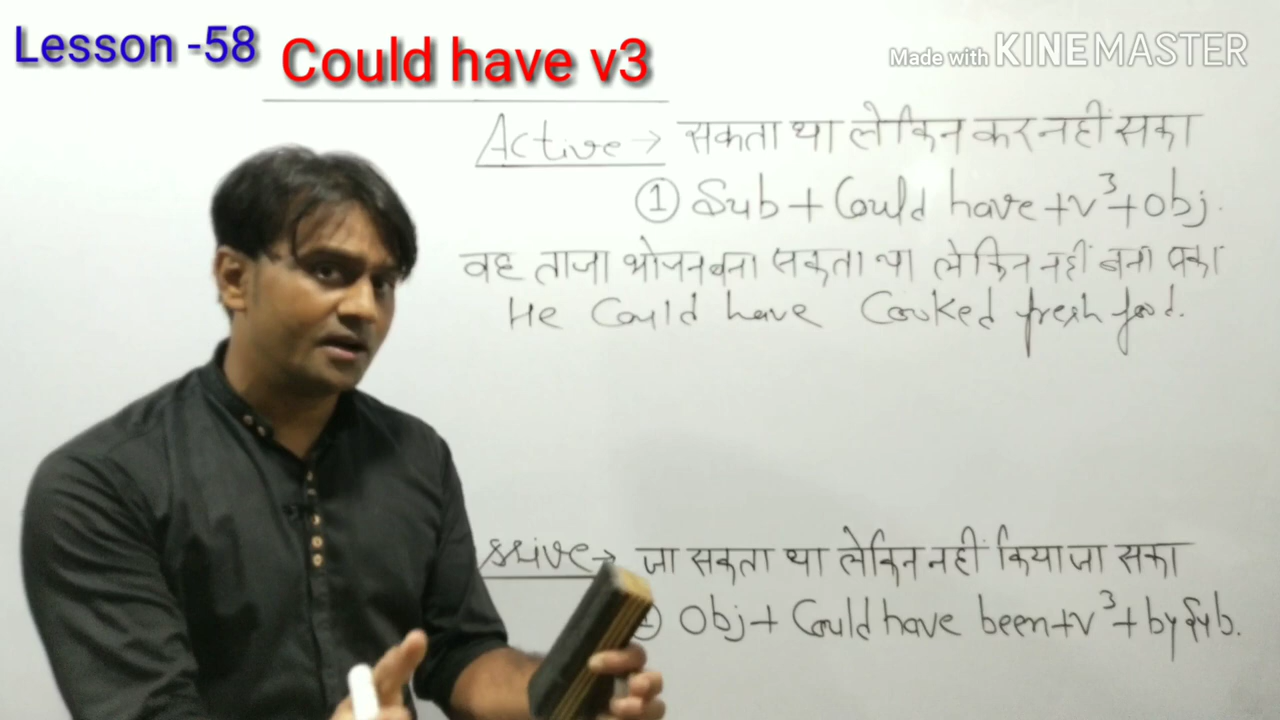 Lesson -58
Could have v3
Made with KINEMASTER
Active → सकता था लेकिन कर नहीं सका
① Sub + Could have + v³ + obj.
वह ताजा भोजन बना सकता था लेकिन नहीं बना सका
He Could have Cooked fresh food.
ssive → जा सकता था लेकिन नहीं किया जा सका
① Obj + Could have been + v³ + by Sub.